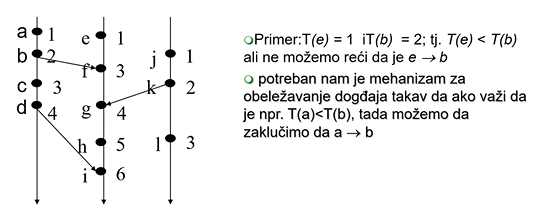 a 1
b 2
c 3
d 4
e 1
f 3
g 4
h 5
i 6
j 1
k 2
l 3
Primer:T(e) = 1 iT(b) = 2; tj. T(e) < T(b)
ali ne možemo reći da je e → b
potreban nam je mehanizam za
obeležavanje događaja takav da ako važi da
je npr. T(a)<T(b), tada možemo da
zaključimo da a → b